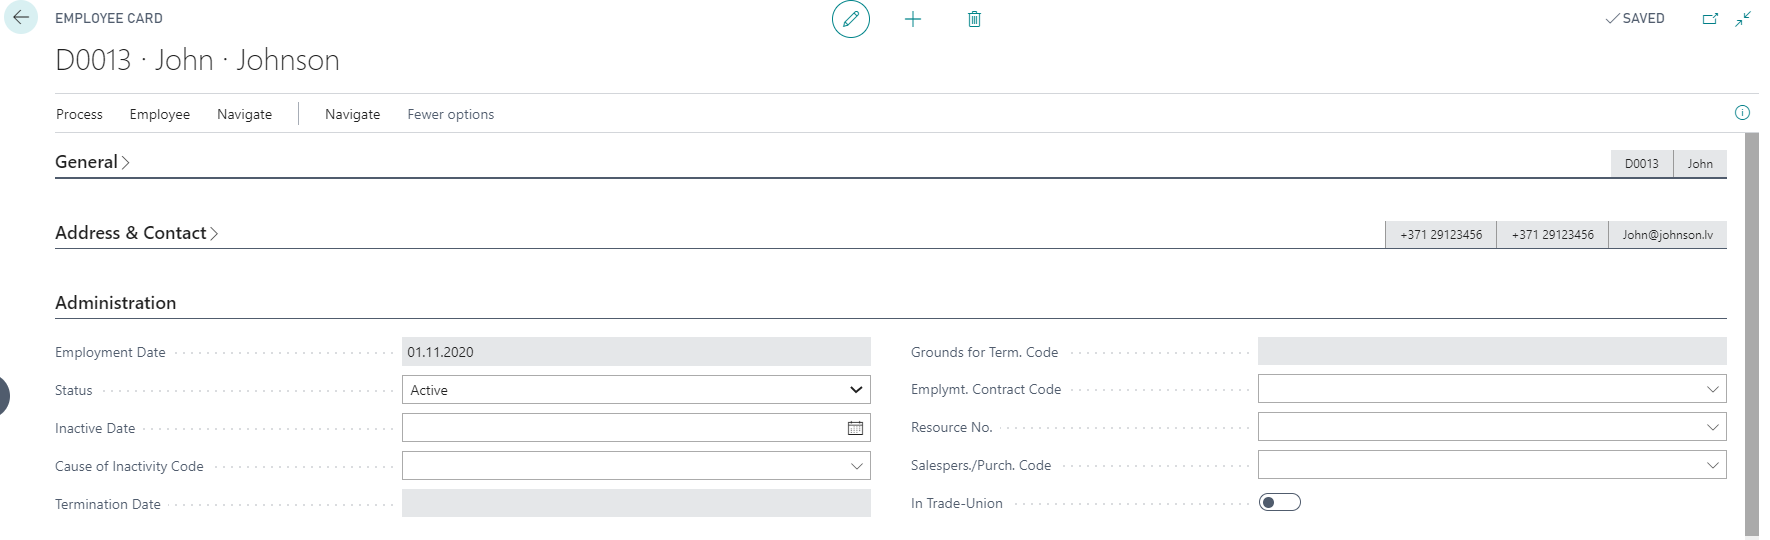 EMPLOYEE CARD
SAVED
D0013 · John · Johnson
Process Employee Navigate Navigate Fewer options
General D0013 John
Address & Contact +371 29123456 +371 29123456 John@johnson.lv
Administration
Employment Date 01.11.2020
Status Active
Inactive Date
Cause of Inactivity Code
Termination Date
Grounds for Term. Code
Emplymt. Contract Code
Resource No.
Salespers./Purch. Code
In Trade-Union